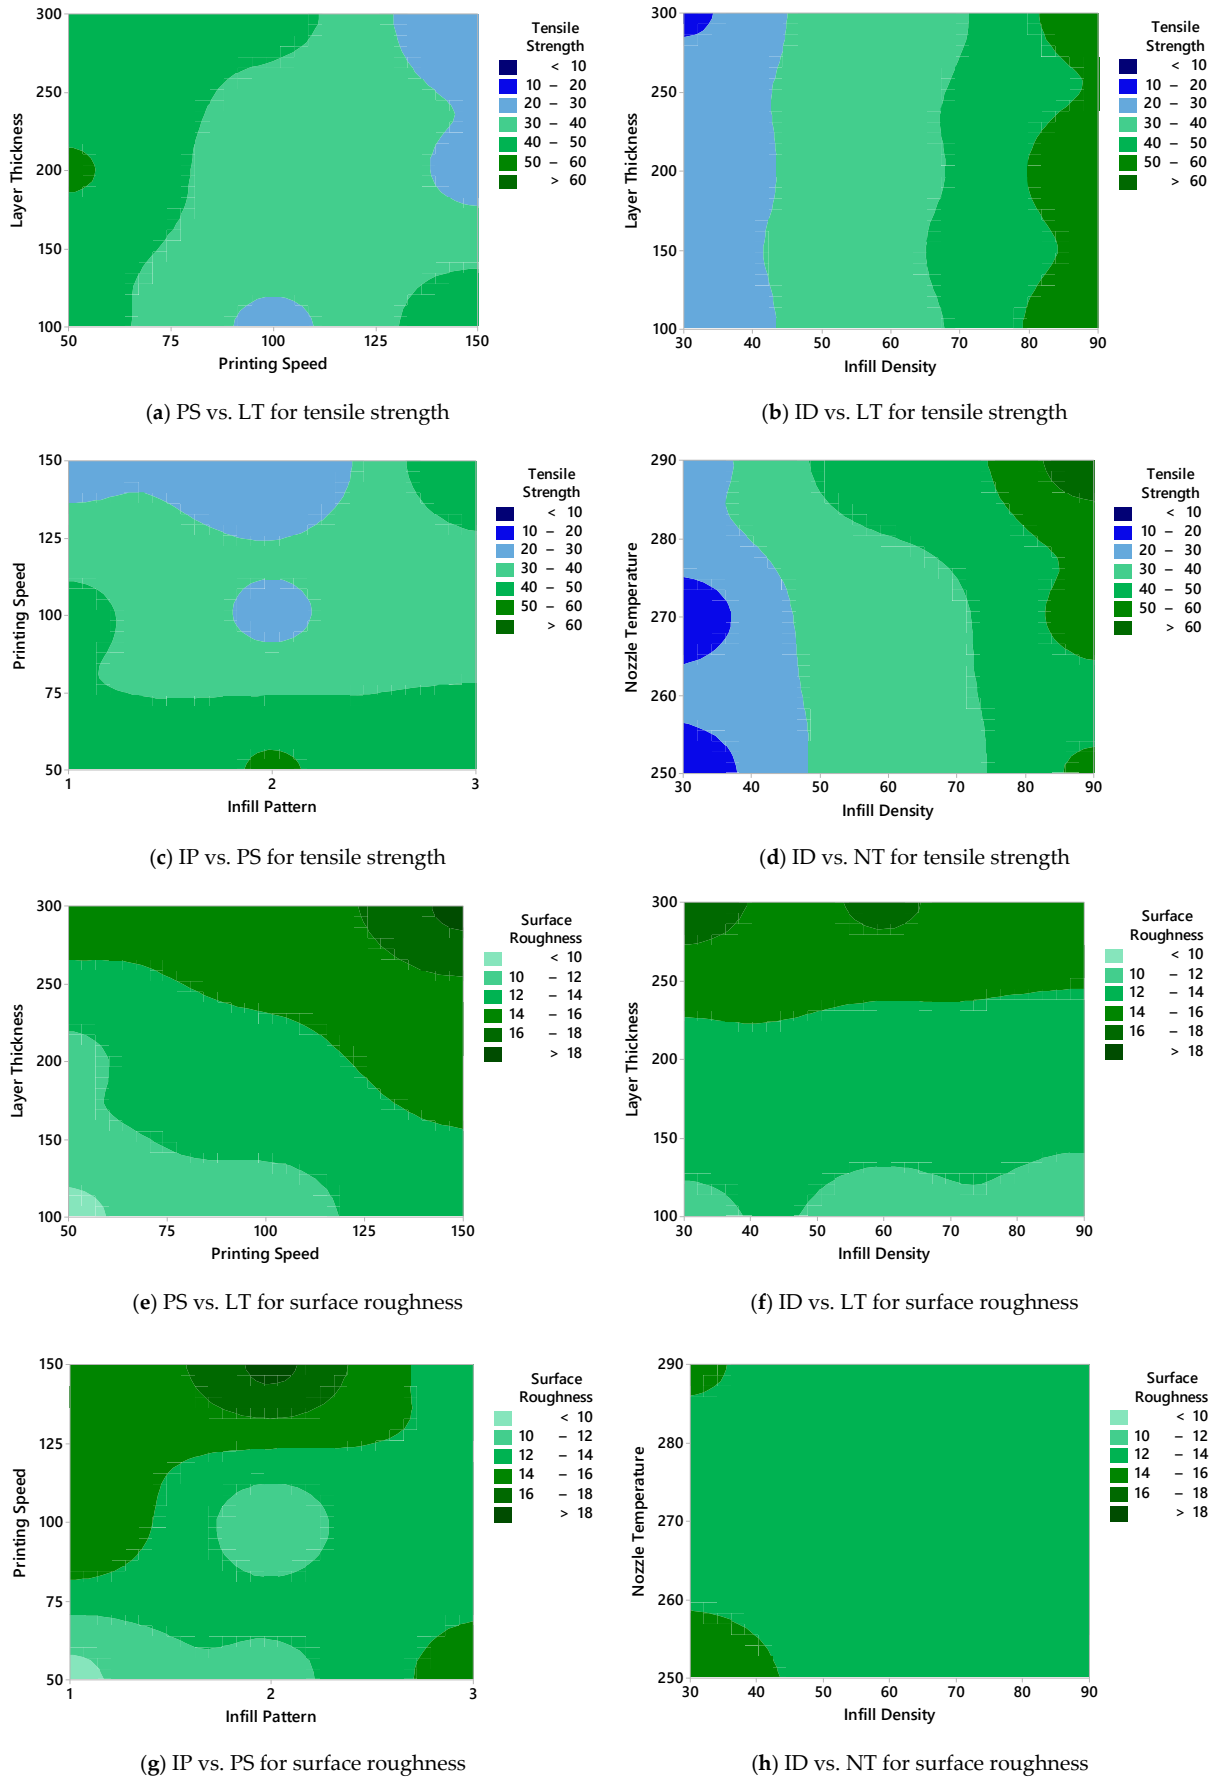 Tensile
Strength
< 10
10 – 20
20 – 30
30 – 40
40 – 50
50 – 60
> 60
Layer Thickness
300
250
200
150
100
50 75 100 125 150
Printing Speed
(a) PS vs. LT for tensile strength
Tensile
Strength
< 10
10 – 20
20 – 30
30 – 40
40 – 50
50 – 60
> 60
Layer Thickness
300
250
200
150
100
30 40 50 60 70 80 90
Infill Density
(b) ID vs. LT for tensile strength
Tensile
Strength
< 10
10 – 20
20 – 30
30 – 40
40 – 50
50 – 60
> 60
Printing Speed
150
125
100
75
50
1 2 3
Infill Pattern
(c) IP vs. PS for tensile strength
Tensile
Strength
< 10
10 – 20
20 – 30
30 – 40
40 – 50
50 – 60
> 60
Nozzle Temperature
290
280
270
260
250
30 40 50 60 70 80 90
Infill Density
(d) ID vs. NT for tensile strength
Surface
Roughness
< 10
10 – 12
12 – 14
14 – 16
16 – 18
> 18
Layer Thickness
300
250
200
150
100
50 75 100 125 150
Printing Speed
(e) PS vs. LT for surface roughness
Surface
Roughness
< 10
10 – 12
12 – 14
14 – 16
16 – 18
> 18
Layer Thickness
300
250
200
150
100
30 40 50 60 70 80 90
Infill Density
(f) ID vs. LT for surface roughness
Surface
Roughness
< 10
10 – 12
12 – 14
14 – 16
16 – 18
> 18
Printing Speed
150
125
100
75
50
1 2 3
Infill Pattern
(g) IP vs. PS for surface roughness
Surface
Roughness
< 10
10 – 12
12 – 14
14 – 16
16 – 18
> 18
Nozzle Temperature
290
280
270
260
250
30 40 50 60 70 80 90
Infill Density
(h) ID vs. NT for surface roughness